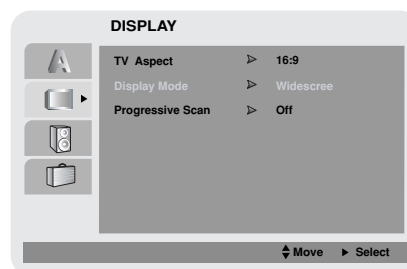 DISPLAY
A
TV Aspect 16:9
Display Mode Widescree
Progressive Scan Off
Move Select